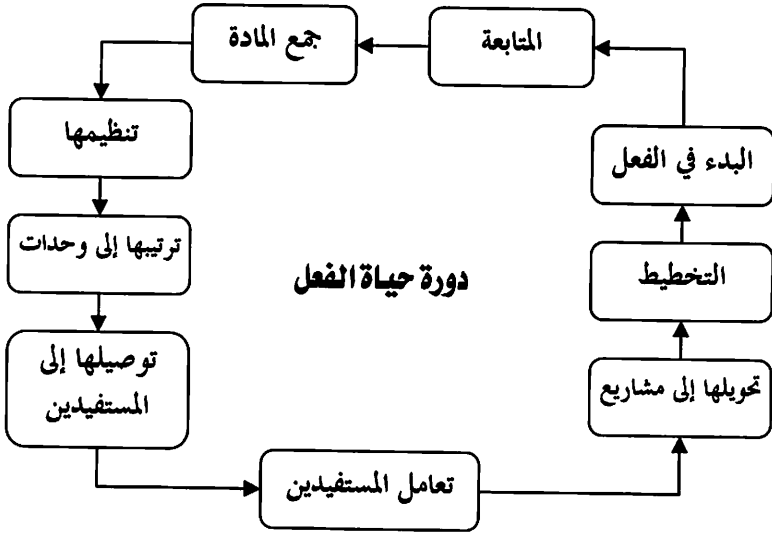 جمع المادة
المتابعة
تنظيمها
البدء في الفعل
ترتيبها إلى وحدات
دورة حياة الفعل
التخطيط
توصيلها إلى
المستفيدين
تحويلها إلى مشاريع
تعامل المستفيدين